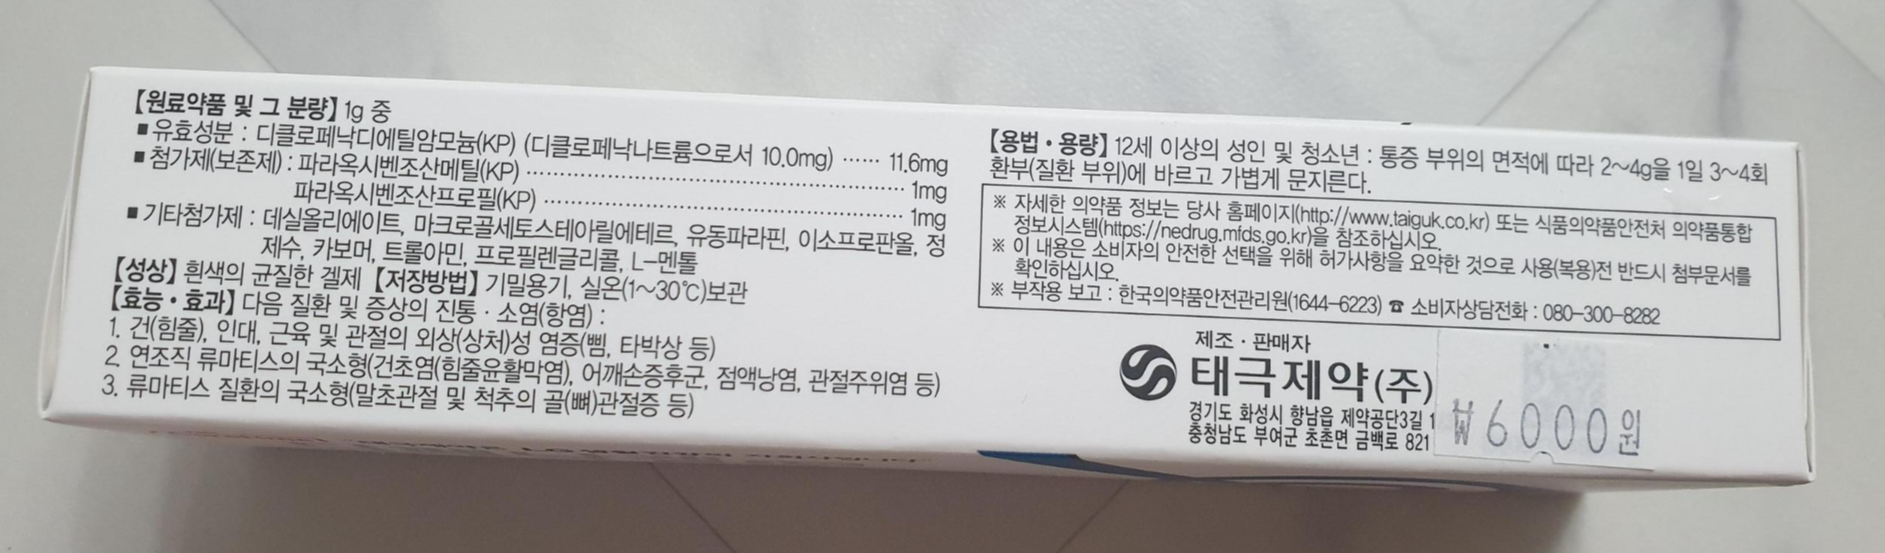 【원료약품 및 그 분량】 1g 중
■ 유효성분 : 디클로페낙디에틸암모늄(KP) (디클로페낙나트륨으로서 10.0mg) ······ 11.6mg
■ 첨가제(보존제) : 파라옥시벤조산메틸(KP) ······ 1mg
파라옥시벤조산프로필(KP) ······ 1mg
■ 기타첨가제 : 데실올리에이트, 마크로골세토스테아릴에테르, 유동파라핀, 이소프로판올, 정
제수, 카보머, 트롤아민, 프로필렌글리콜, L-멘톨
【성상】 흰색의 균질한 겔제 【저장방법】 기밀용기, 실온(1~30℃)보관
【효능 · 효과】 다음 질환 및 증상의 진통 · 소염(항염) :
1. 건(힘줄), 인대, 근육 및 관절의 외상(상처)성 염증(삠, 타박상 등)
2. 연조직 류마티스의 국소형(건초염(힘줄윤활막염), 어깨손증후군, 점액낭염, 관절주위염 등)
3. 류마티스 질환의 국소형(말초관절 및 척추의 골(뼈)관절증 등)
【용법 · 용량】 12세 이상의 성인 및 청소년 : 통증 부위의 면적에 따라 2~4g을 1일 3~4회
환부(질환 부위)에 바르고 가볍게 문지른다.
※ 자세한 의약품 정보는 당사 홈페이지(http://www.taiguk.co.kr) 또는 식품의약품안전처 의약품통합
정보시스템(https://nedrug.mfds.go.kr)을 참조하십시오.
※ 이 내용은 소비자의 안전한 선택을 위해 허가사항을 요약한 것으로 사용(복용)전 반드시 첨부문서를
확인하십시오.
※ 부작용 보고 : 한국의약품안전관리원(1644-6223) ☎ 소비자상담전화 : 080-300-8282
제조 · 판매자
태극제약(주)
경기도 화성시 향남읍 제약공단3길 1
충청남도 부여군 초촌면 금백로 821
₩6000원